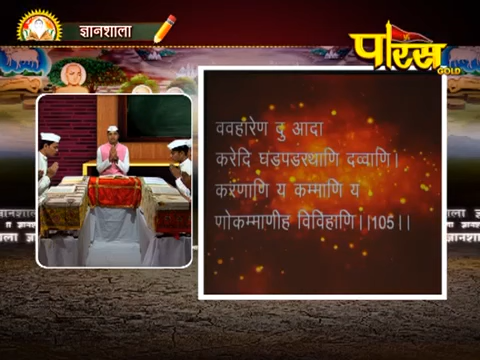 ज्ञानशाला
पारस
GOLD
ववहारेण दु आदा
करेदि घडपडरथाणि दव्वाणि।
करणाणि य कम्माणि य
णोकम्माणीह विविहाणि।।105।।